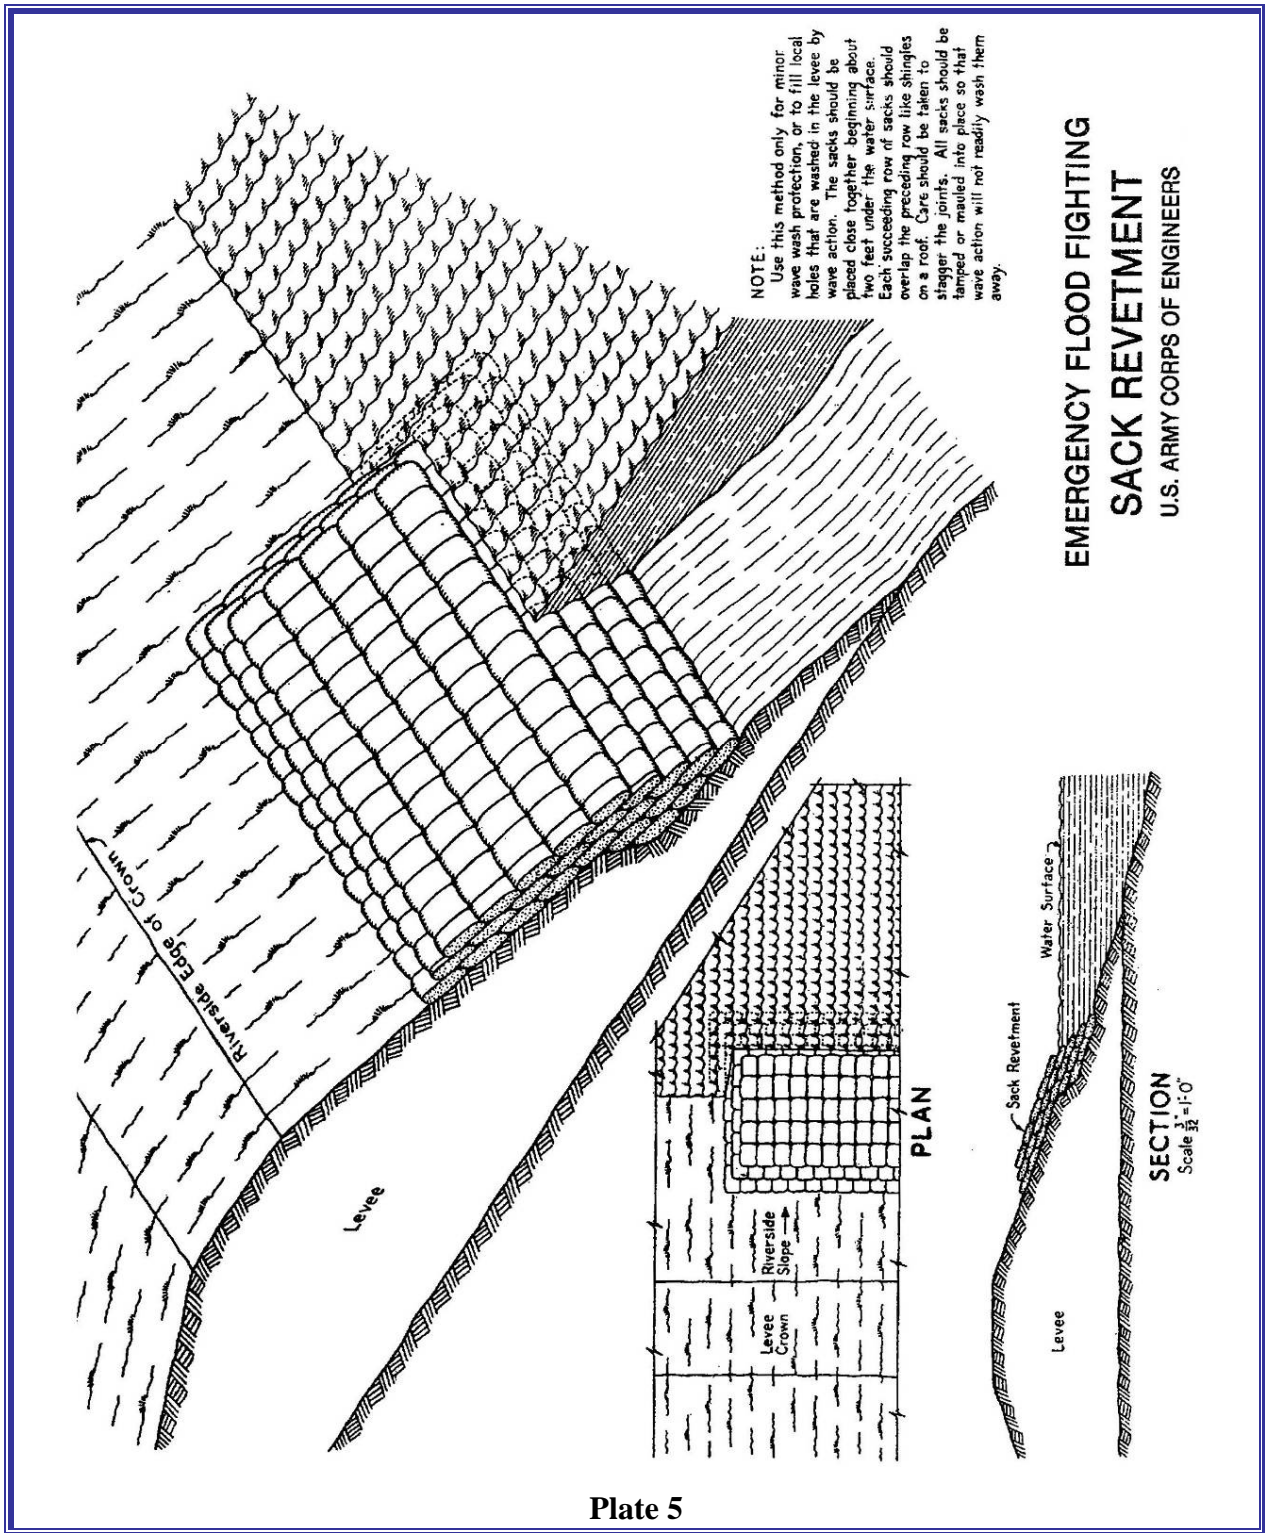 NOTE:
Use this method only for minor
wave wash protection, or to fill local
holes that are washed in the levee by
wave action. The sacks should be
placed close together beginning about
two feet under the water surface.
Each succeeding row of sacks should
overlap the preceding row like shingles
on a roof. Care should be taken to
stagger the joints. All sacks should be
tamped or mauled into place so that
wave action will not readily wash them
away.
Riverside Edge of Crown
Levee
Levee
Crown
Riverside
Slope
PLAN
Sack Revetment
Water Surface
Levee
SECTION
Scale 3/32"=1'-0"
EMERGENCY FLOOD FIGHTING
SACK REVETMENT
U.S. ARMY CORPS OF ENGINEERS
Plate 5